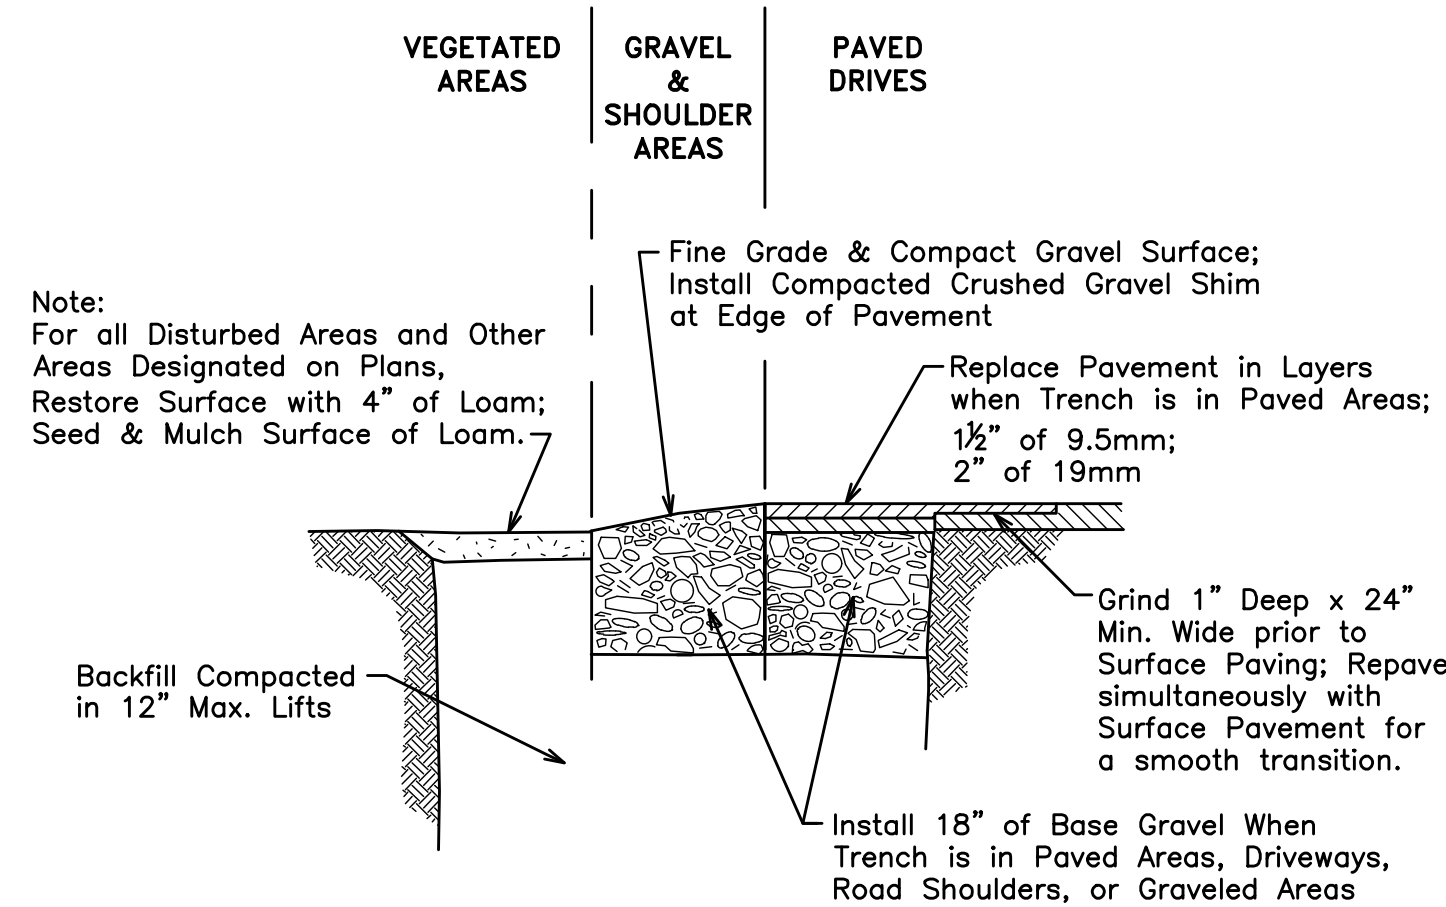 VEGETATED
AREAS
GRAVEL
&
SHOULDER
AREAS
PAVED
DRIVES
Fine Grade & Compact Gravel Surface;
Install Compacted Crushed Gravel Shim
at Edge of Pavement
Note:
For all Disturbed Areas and Other
Areas Designated on Plans,
Restore Surface with 4” of Loam;
Seed & Mulch Surface of Loam.
Replace Pavement in Layers
when Trench is in Paved Areas;
1½” of 9.5mm;
2” of 19mm
Grind 1” Deep x 24”
Min. Wide prior to
Surface Paving; Repave
simultaneously with
Surface Pavement for
a smooth transition.
Backfill Compacted
in 12” Max. Lifts
Install 18” of Base Gravel When
Trench is in Paved Areas, Driveways,
Road Shoulders, or Graveled Areas